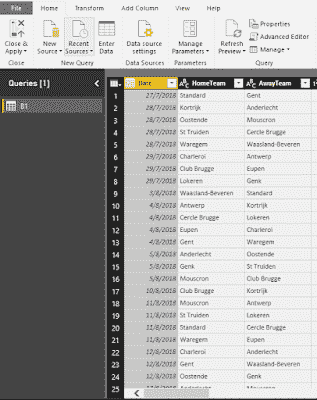 File Home Transform Add Column View Help
Close & Apply New Source Recent Sources Enter Data Data source settings Manage Parameters Refresh Preview Properties Advanced Editor Manage
Close New Query Data Sources Parameters Query
Queries [1]
B1
Date HomeTeam AwayTeam
1 27/7/2018 Standard Gent
2 28/7/2018 Kortrijk Anderlecht
3 28/7/2018 Oostende Mouscron
4 28/7/2018 St Truiden Cercle Brugge
5 28/7/2018 Waregem Waasland-Beveren
6 29/7/2018 Charleroi Antwerp
7 29/7/2018 Club Brugge Eupen
8 29/7/2018 Lokeren Genk
9 3/8/2018 Waasland-Beveren Standard
10 4/8/2018 Antwerp Kortrijk
11 4/8/2018 Cercle Brugge Lokeren
12 4/8/2018 Eupen Charleroi
13 4/8/2018 Gent Waregem
14 5/8/2018 Anderlecht Oostende
15 5/8/2018 Genk St Truiden
16 5/8/2018 Mouscron Club Brugge
17 10/8/2018 Club Brugge Kortrijk
18 11/8/2018 Mouscron Antwerp
19 11/8/2018 St Truiden Lokeren
20 11/8/2018 Standard Cercle Brugge
21 11/8/2018 Waregem Eupen
22 12/8/2018 Charleroi Anderlecht
23 12/8/2018 Gent Waasland-Beveren
24 12/8/2018 Oostende Genk
25